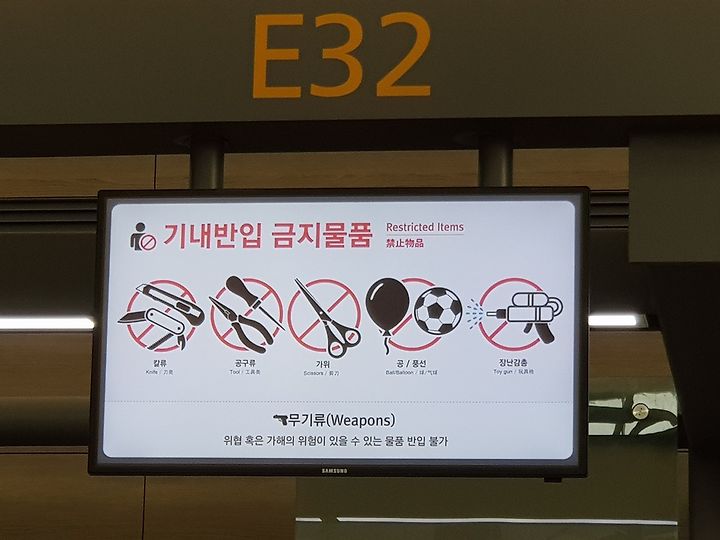 E32
기내반입 금지물품
Restricted Items
禁止物品
칼류
Knife / 刀类
공구류
Tool / 工具类
가위
Scissors / 剪刀
공 / 풍선
Ball/Balloon / 球/气球
장난감총
Toy gun / 玩具枪
무기류(Weapons)
위협 혹은 가해의 위험이 있을 수 있는 물품 반입 불가
SAMSUNG